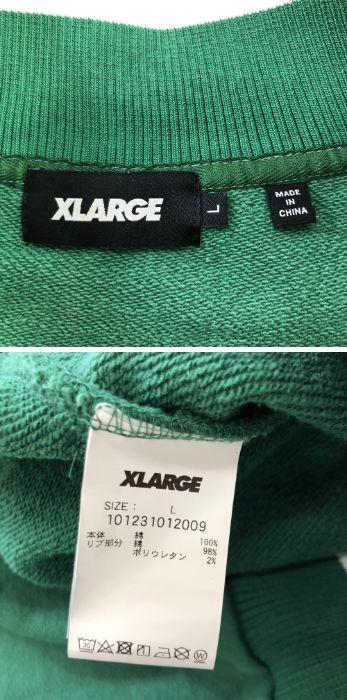 XLARGE
L
MADE
IN
CHINA
XLARGE
SIZE: L
101231012009
本体 綿 100%
リブ部分 綿 98%
ポリウレタン 2%